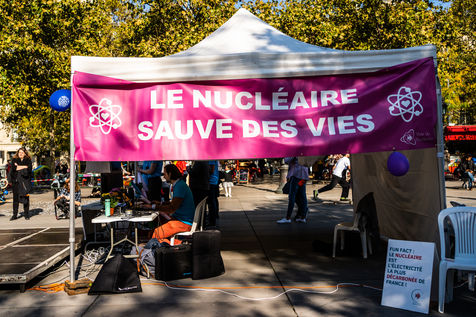 LE NUCLÉAIRE
SAUVE DES VIES
FUN FACT :
LE NUCLÉAIRE
EST
L'ÉLECTRICITÉ
LA PLUS
DÉCARBONÉE DE
FRANCE !